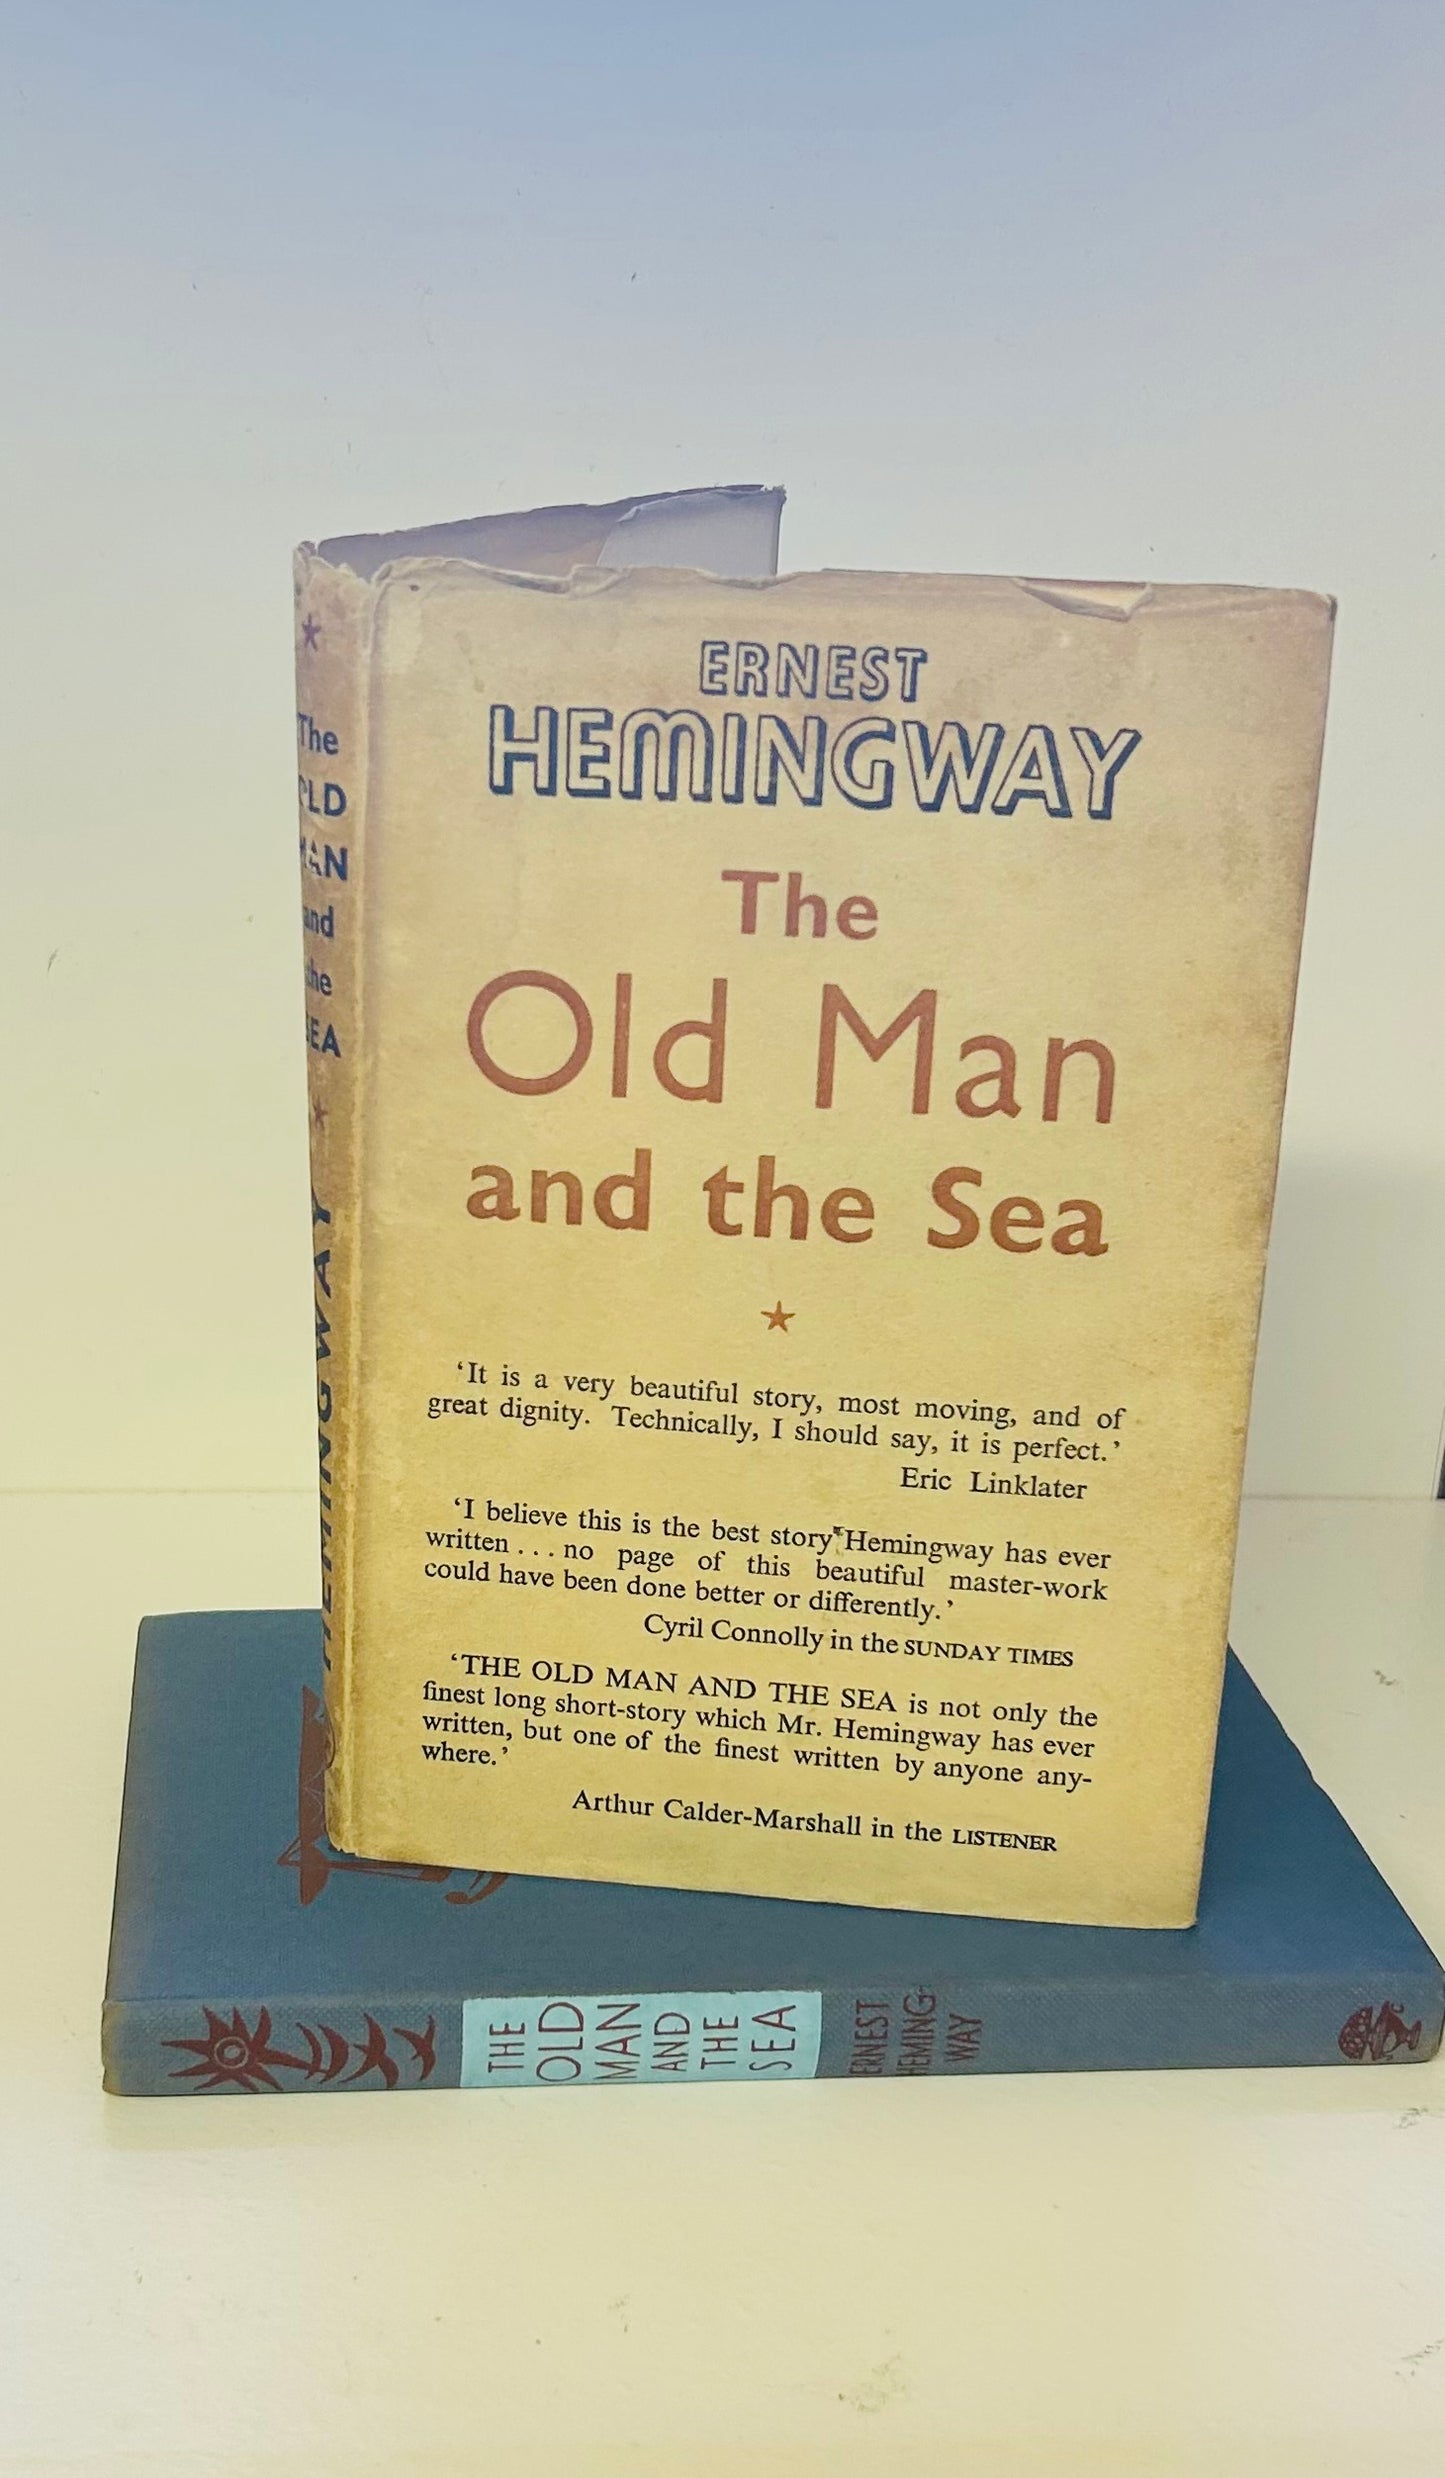 ERNEST
HEMINGWAY
The
Old Man
and the Sea
‘It is a very beautiful story, most moving, and of
great dignity. Technically, I should say, it is perfect.’
Eric Linklater
‘I believe this is the best story Hemingway has ever
written . . . no page of this beautiful master-work
could have been done better or differently.’
Cyril Connolly in the SUNDAY TIMES
‘THE OLD MAN AND THE SEA is not only the
finest long short-story which Mr. Hemingway has ever
written, but one of the finest written by anyone any-
where.’
Arthur Calder-Marshall in the LISTENER
The
OLD
MAN
and
the
SEA
HEMINGWAY
THE
OLD
MAN
AND
THE
SEA
ERNEST
HEMING-
WAY